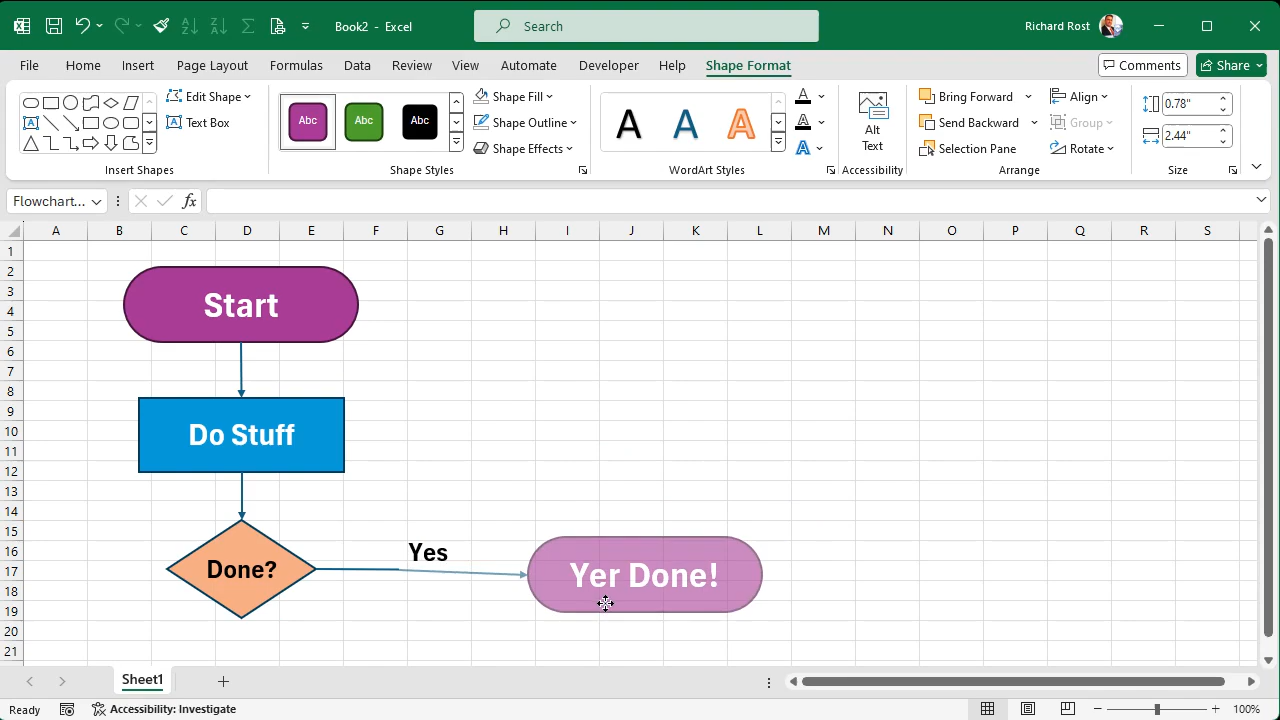 Book2 - Excel
Search
Richard Rost
File Home Insert Page Layout Formulas Data Review View Automate Developer Help Shape Format
Comments
Share
Edit Shape
Text Box
Insert Shapes
Abc Abc Abc
Shape Fill
Shape Outline
Shape Effects
Shape Styles
A A A
WordArt Styles
Alt
Text
Accessibility
Bring Forward
Send Backward
Selection Pane
Align
Group
Rotate
Arrange
0.78"
2.44"
Size
Flowchart...
fx
A B C D E F G H I J K L M N O P Q R S
1
2
3
4
5
6
7
8
9
10
11
12
13
14
15
16
17
18
19
20
21
Start
Do Stuff
Done?
Yes
Yer Done!
Sheet1
Ready
Accessibility: Investigate
100%